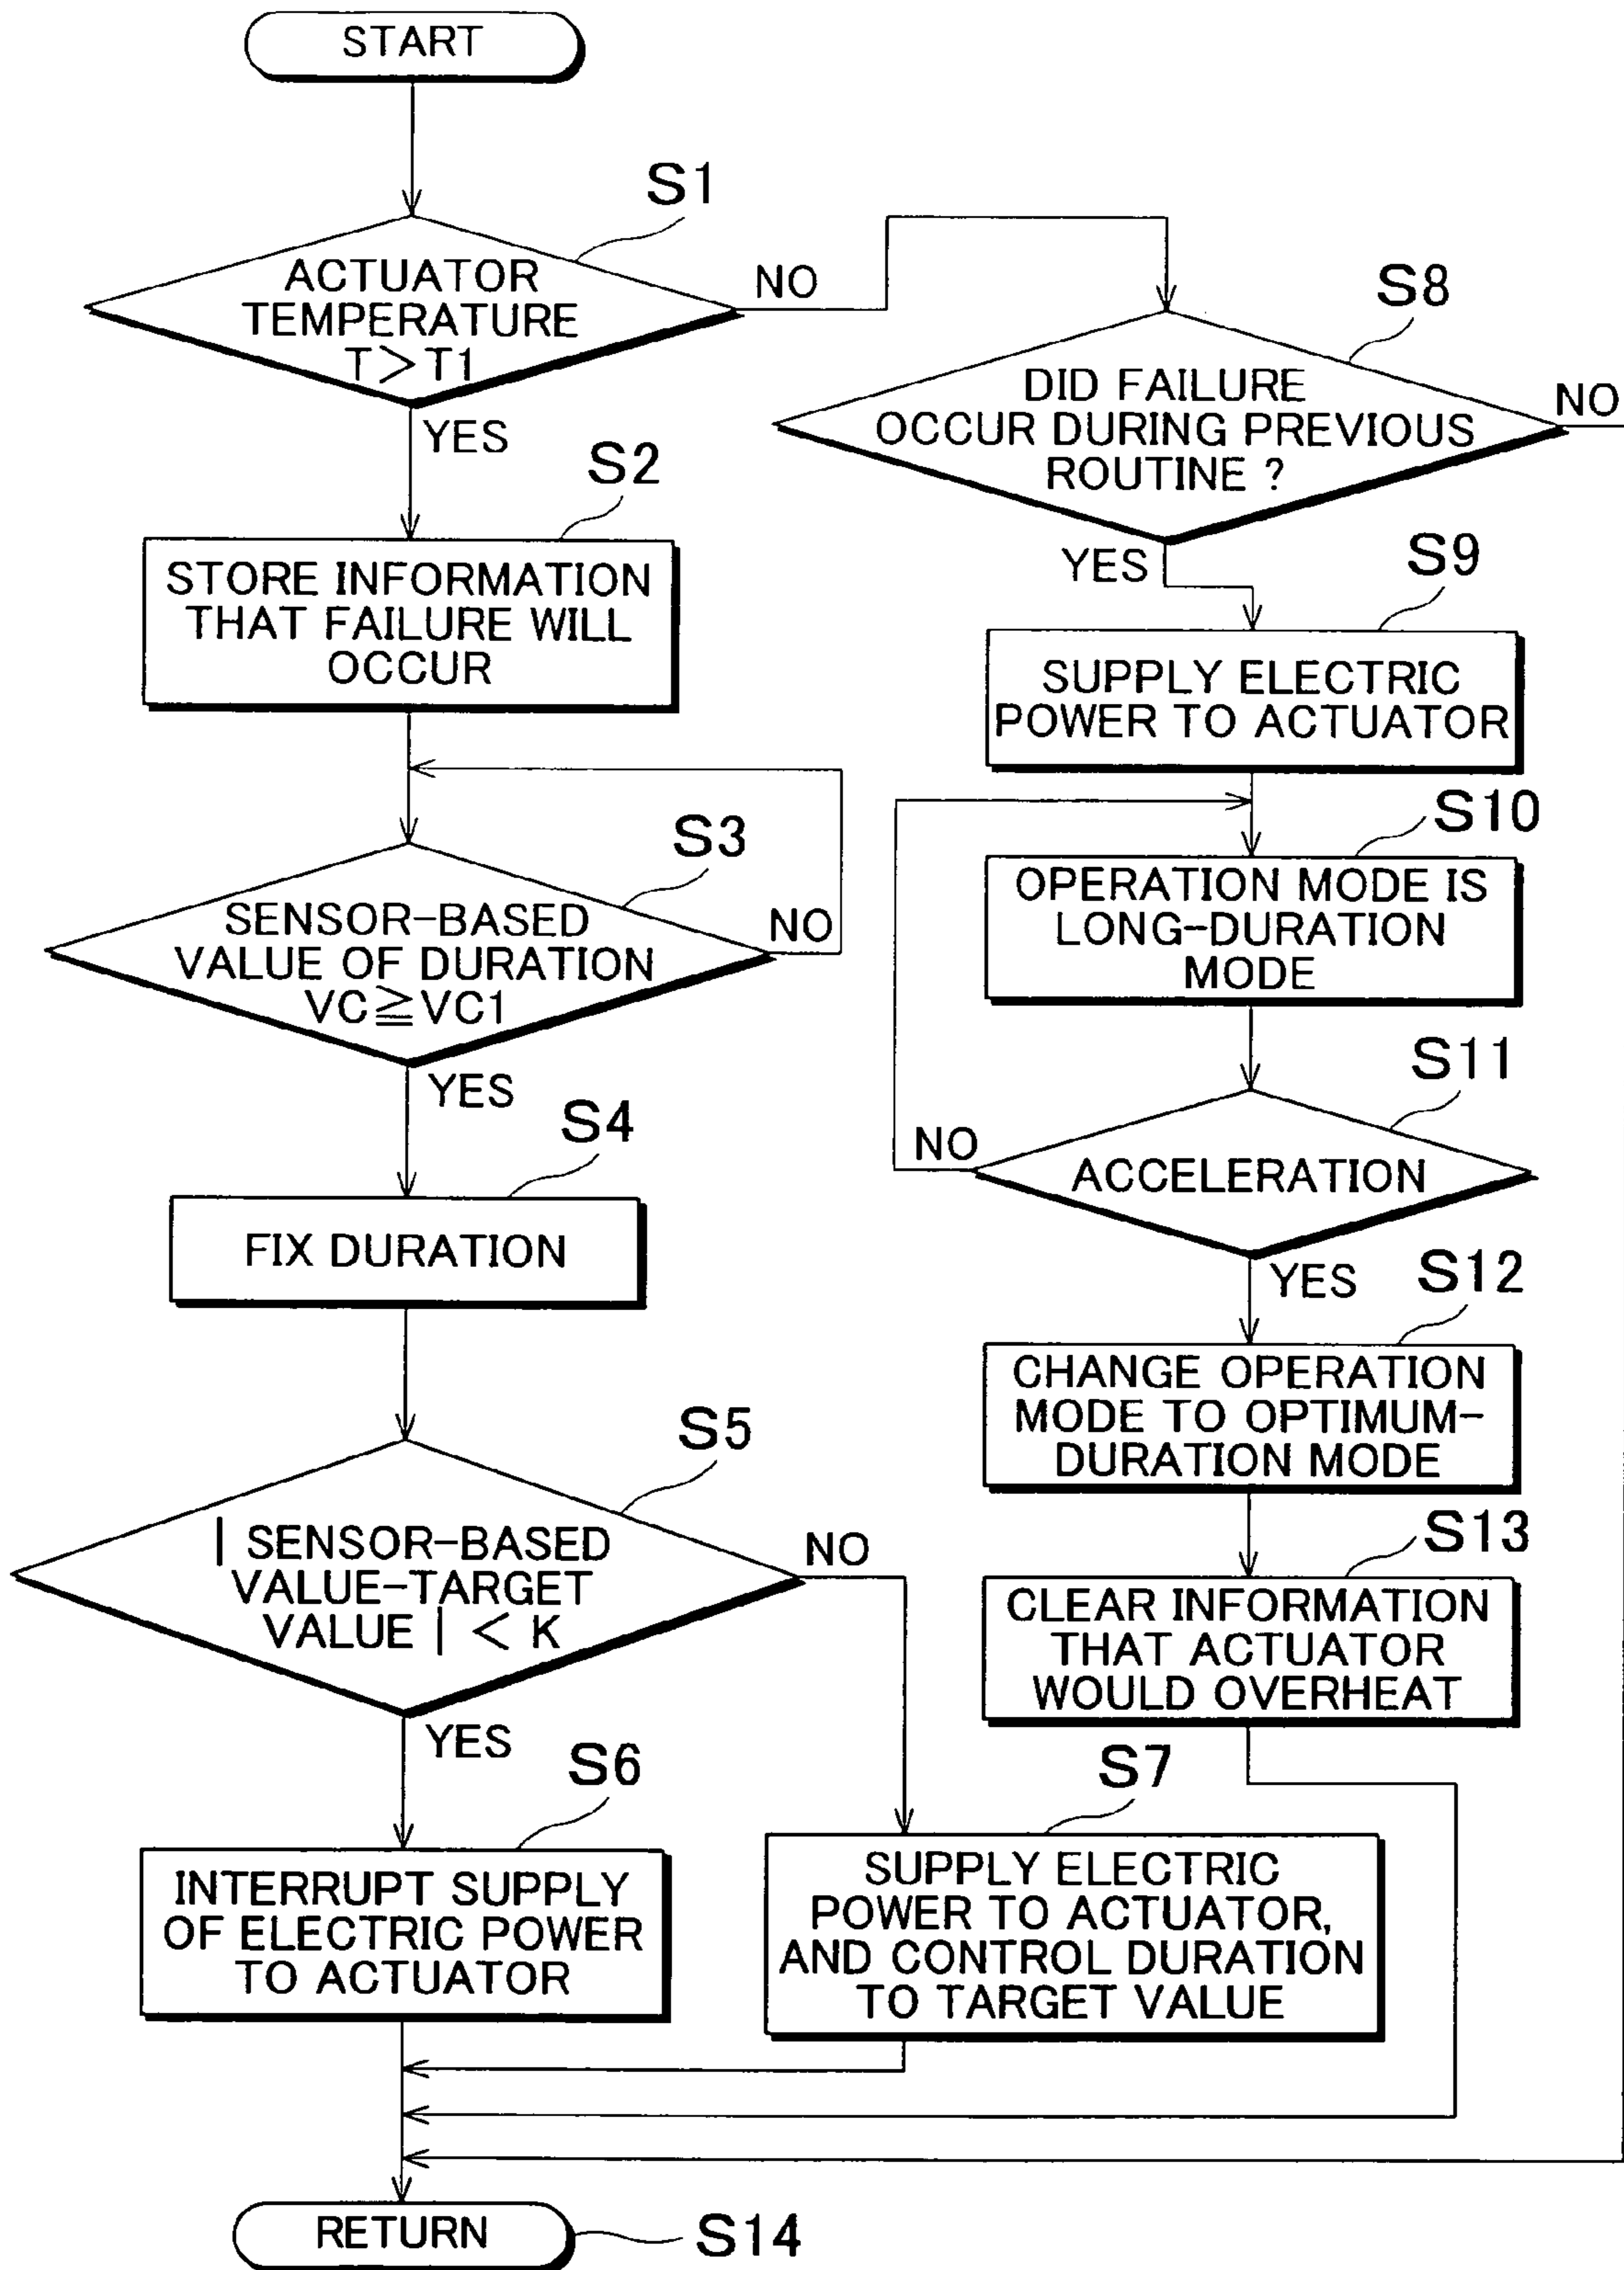 START
S1
ACTUATOR
TEMPERATURE
T>T1
NO
YES
S2
STORE INFORMATION
THAT FAILURE WILL
OCCUR
S3
SENSOR-BASED
VALUE OF DURATION
VC≧VC1
NO
YES
S4
FIX DURATION
S5
| SENSOR-BASED
VALUE-TARGET
VALUE | < K
NO
YES
S6
INTERRUPT SUPPLY
OF ELECTRIC POWER
TO ACTUATOR
S7
SUPPLY ELECTRIC
POWER TO ACTUATOR,
AND CONTROL DURATION
TO TARGET VALUE
S8
DID FAILURE
OCCUR DURING PREVIOUS
ROUTINE ?
NO
YES
S9
SUPPLY ELECTRIC
POWER TO ACTUATOR
S10
OPERATION MODE IS
LONG-DURATION
MODE
S11
ACCELERATION
NO
YES
S12
CHANGE OPERATION
MODE TO OPTIMUM-
DURATION MODE
S13
CLEAR INFORMATION
THAT ACTUATOR
WOULD OVERHEAT
RETURN
S14